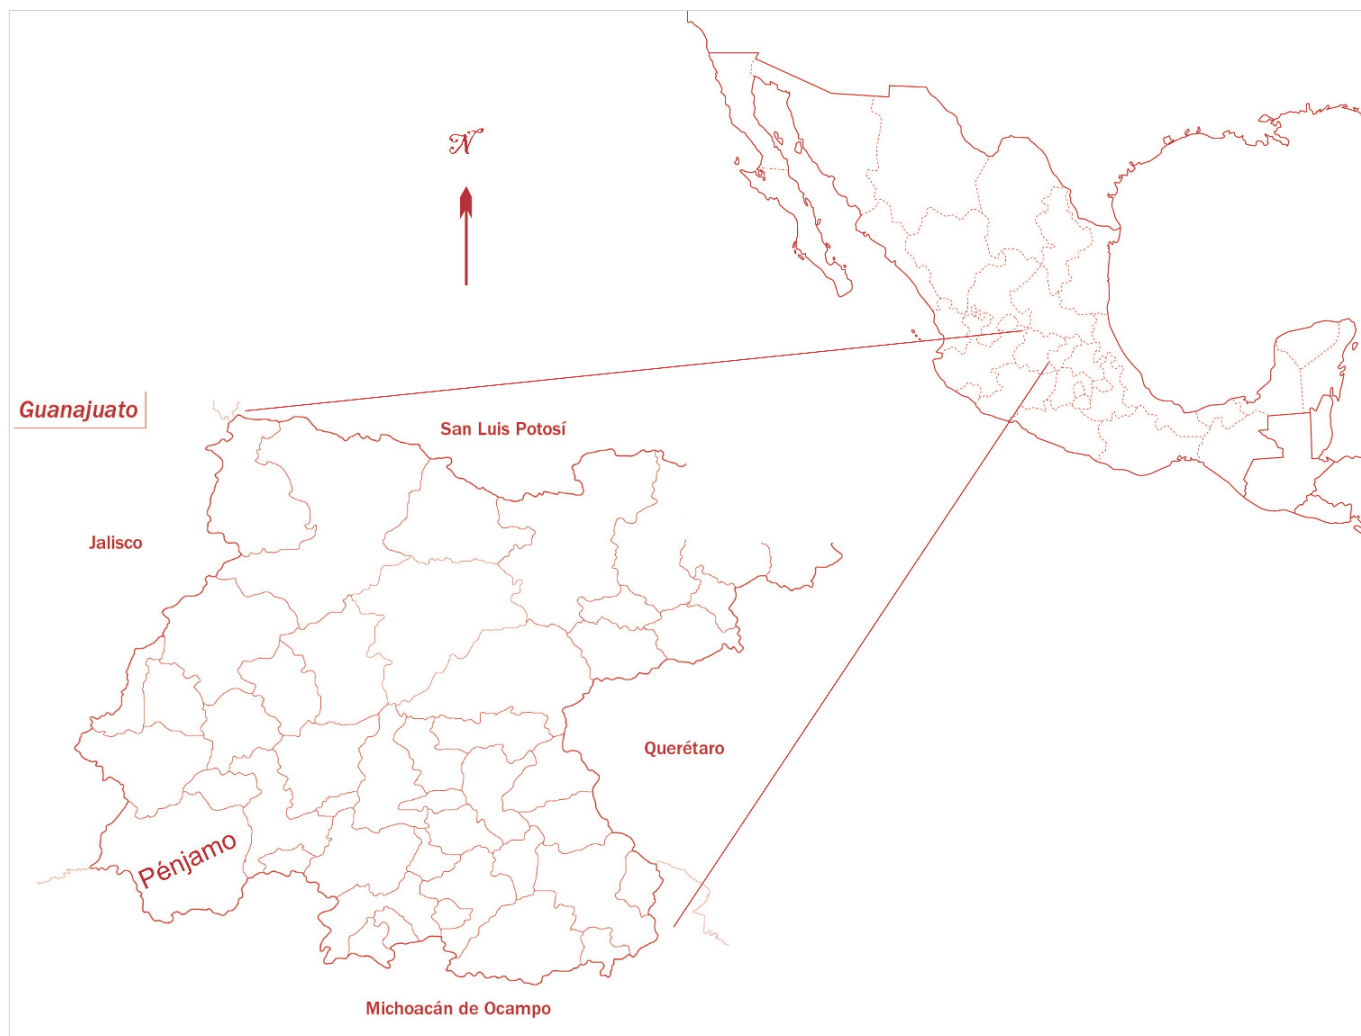 N
Guanajuato
San Luis Potosí
Jalisco
Querétaro
Pénjamo
Michoacán de Ocampo